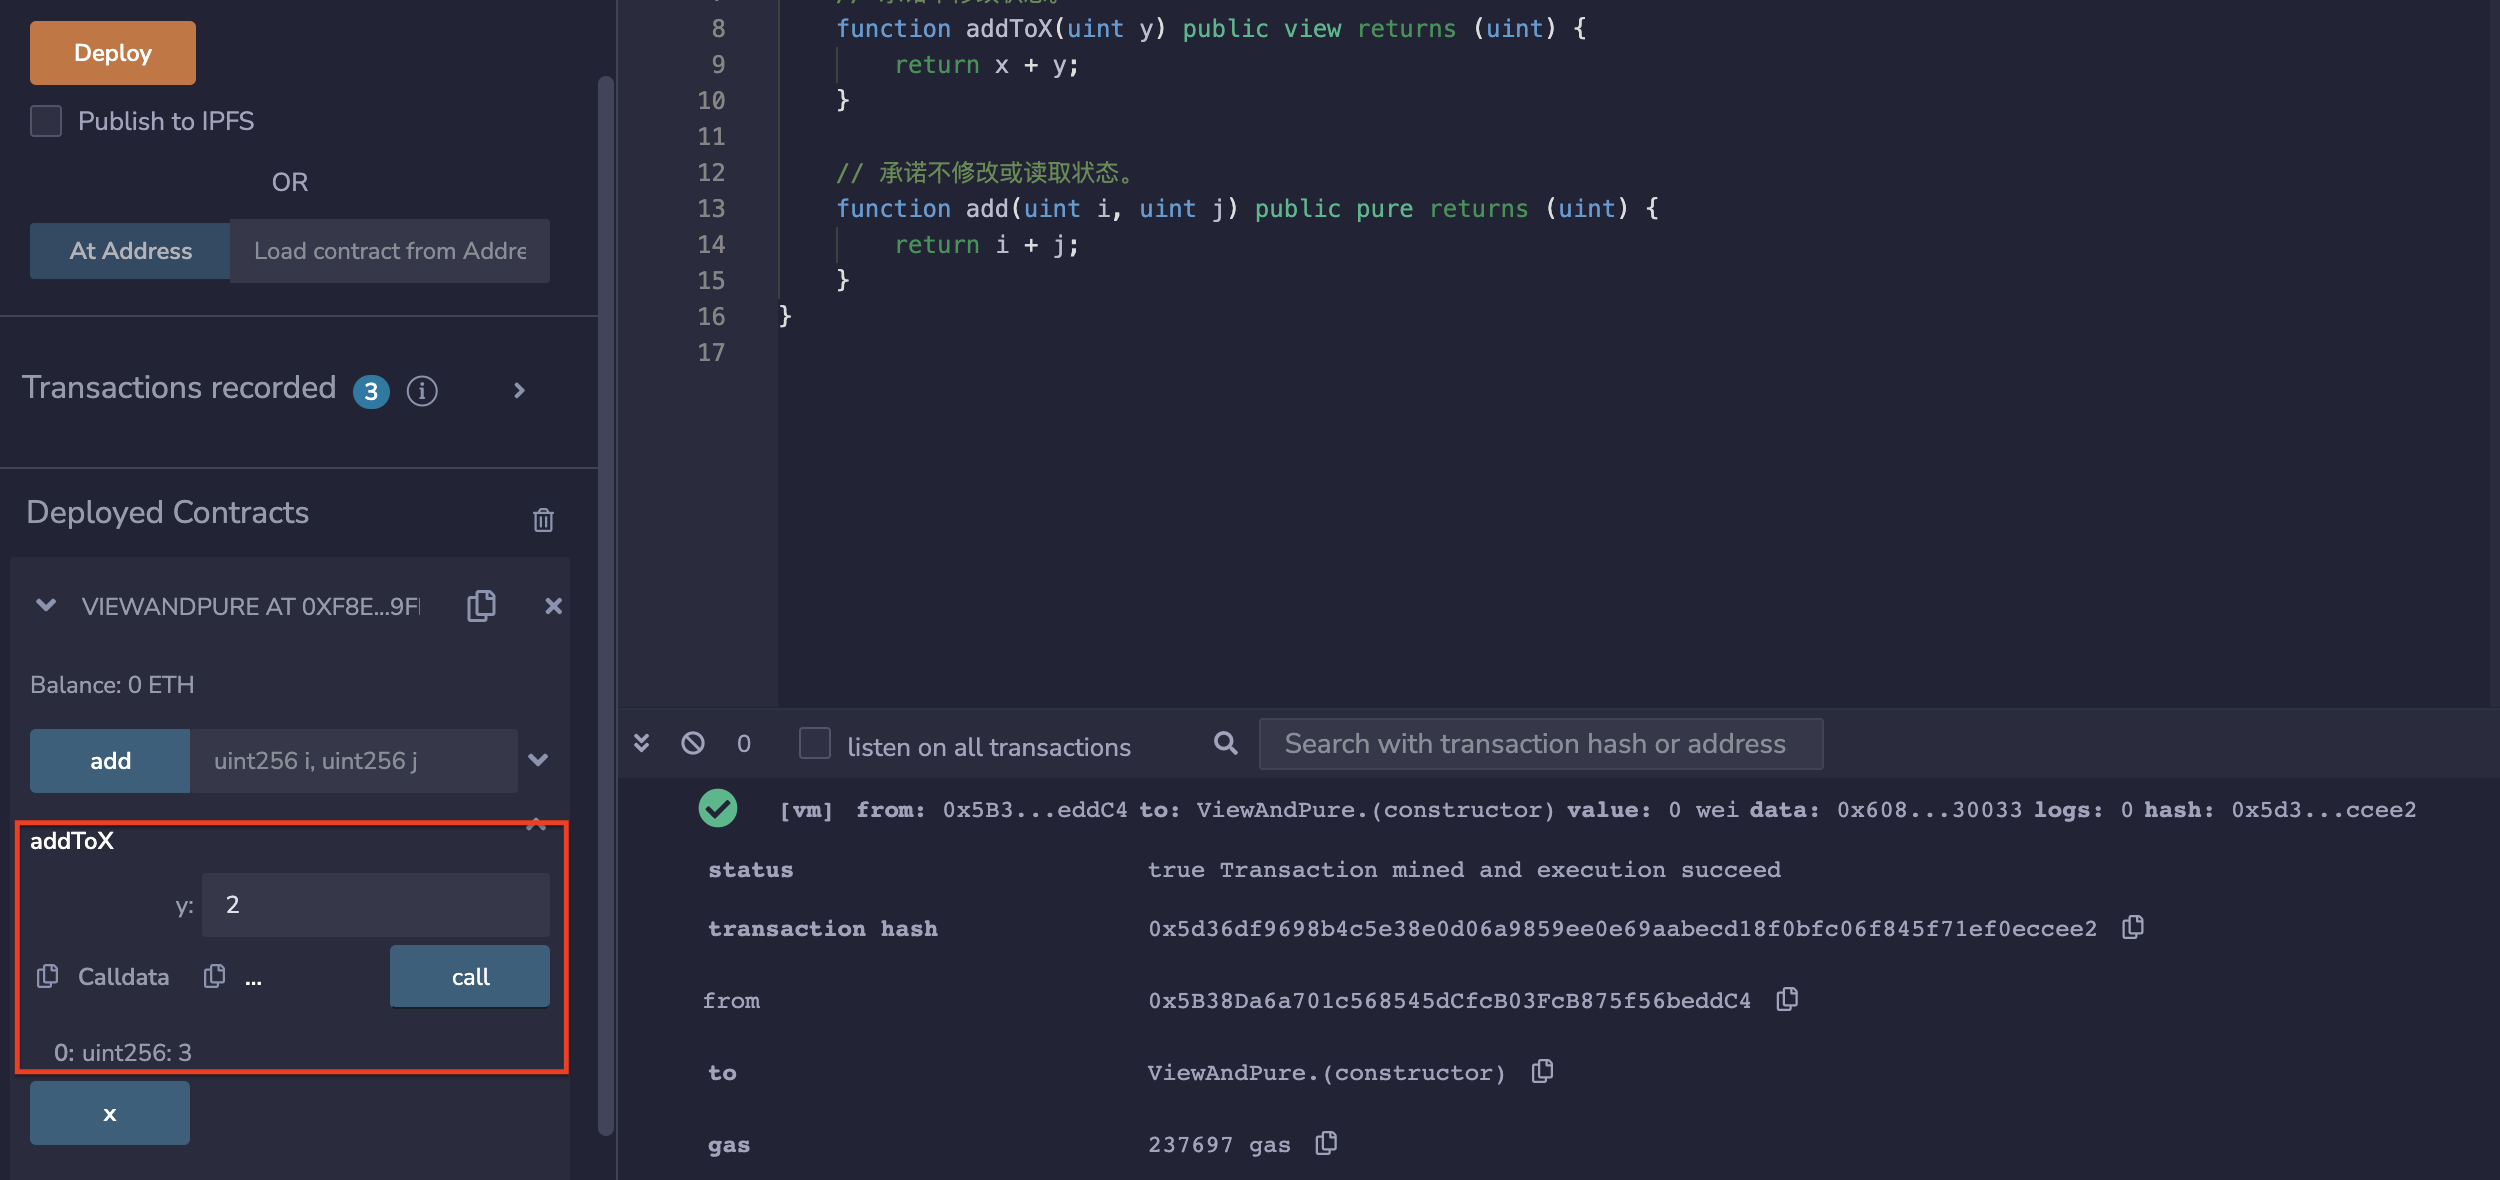 Deploy
Publish to IPFS
OR
At Address
Load contract from Addre
Transactions recorded 3
Deployed Contracts
VIEWANDPURE AT 0XF8E...9F
Balance: 0 ETH
add
uint256 i, uint256 j
addToX
y: 2
Calldata
...
call
0: uint256: 3
x
8 function addToX(uint y) public view returns (uint) {
9 return x + y;
10 }
11
12 // 承诺不修改或读取状态。
13 function add(uint i, uint j) public pure returns (uint) {
14 return i + j;
15 }
16 }
17
0
listen on all transactions
Search with transaction hash or address
[vm] from: 0x5B3...eddC4 to: ViewAndPure.(constructor) value: 0 wei data: 0x608...30033 logs: 0 hash: 0x5d3...ccee2
status true Transaction mined and execution succeed
transaction hash 0x5d36df9698b4c5e38e0d06a9859ee0e69aabecd18f0bfc06f845f71ef0eccee2
from 0x5B38Da6a701c568545dCfcB03FcB875f56beddC4
to ViewAndPure.(constructor)
gas 237697 gas